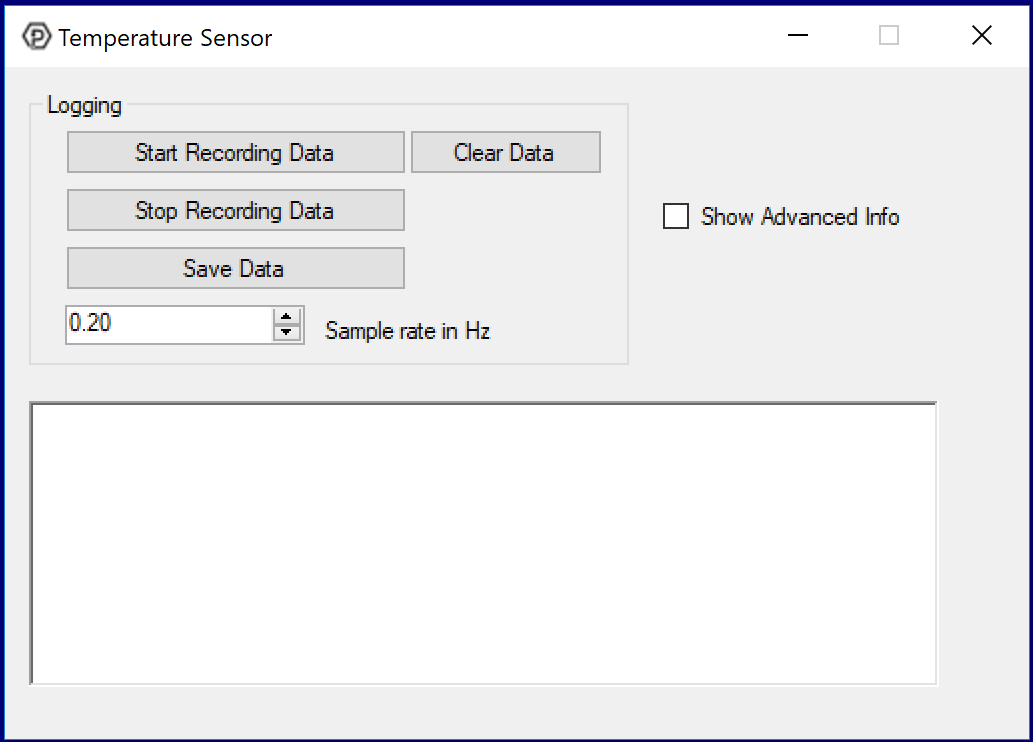 Temperature Sensor
Logging
Start Recording Data
Clear Data
Stop Recording Data
Show Advanced Info
Save Data
0.20
Sample rate in Hz